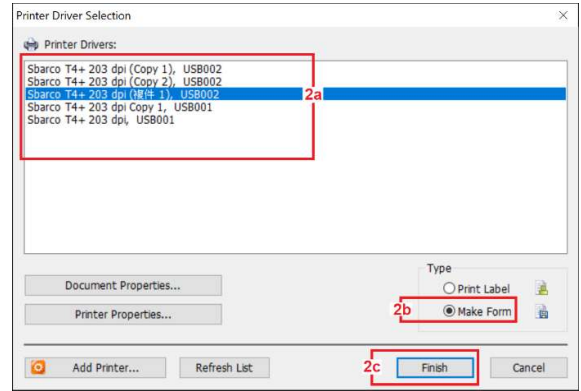 Printer Driver Selection
Printer Drivers:
Sbarco T4+ 203 dpi (Copy 1), USB002
Sbarco T4+ 203 dpi (Copy 2), USB002
Sbarco T4+ 203 dpi (複件 1), USB002
2a
Sbarco T4+ 203 dpi Copy 1, USB001
Sbarco T4+ 203 dpi, USB001
Type
Document Properties...
Print Label
Printer Properties...
2b
Make Form
Add Printer...
Refresh List
2c
Finish
Cancel